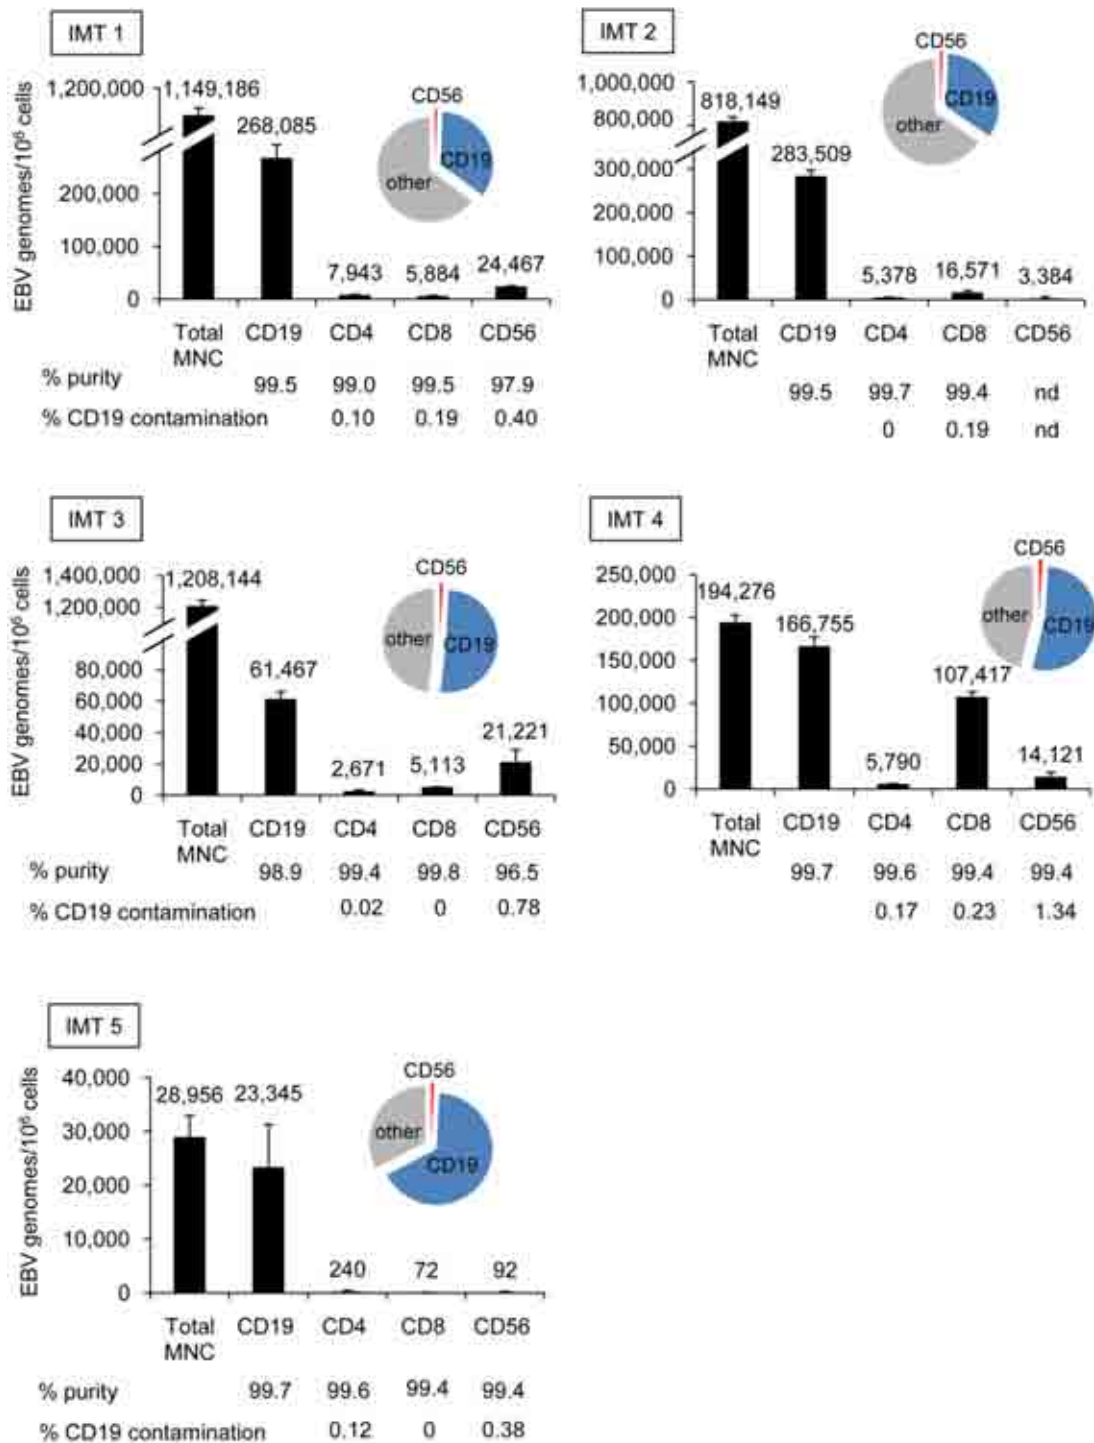 IMT 1
EBV genomes/10⁶ cells
1,200,000
200,000
100,000
0
1,149,186
268,085
7,943
5,884
24,467
CD56
CD19
other
Total MNC CD19 CD4 CD8 CD56
% purity 99.5 99.0 99.5 97.9
% CD19 contamination 0.10 0.19 0.40
IMT 2
1,000,000
800,000
300,000
200,000
100,000
0
818,149
283,509
5,378
16,571
3,384
CD56
CD19
other
Total MNC CD19 CD4 CD8 CD56
99.5 99.7 99.4 nd
0 0.19 nd
IMT 3
EBV genomes/10⁶ cells
1,400,000
1,200,000
80,000
60,000
40,000
20,000
0
1,208,144
61,467
2,671
5,113
21,221
CD56
other
CD19
Total MNC CD19 CD4 CD8 CD56
% purity 98.9 99.4 99.8 96.5
% CD19 contamination 0.02 0 0.78
IMT 4
250,000
200,000
150,000
100,000
50,000
0
194,276
166,755
5,790
107,417
14,121
CD56
other
CD19
Total MNC CD19 CD4 CD8 CD56
99.7 99.6 99.4 99.4
0.17 0.23 1.34
IMT 5
EBV genomes/10⁶ cells
40,000
30,000
20,000
10,000
0
28,956
23,345
240
72
92
CD56
other
CD19
Total MNC CD19 CD4 CD8 CD56
% purity 99.7 99.6 99.4 99.4
% CD19 contamination 0.12 0 0.38